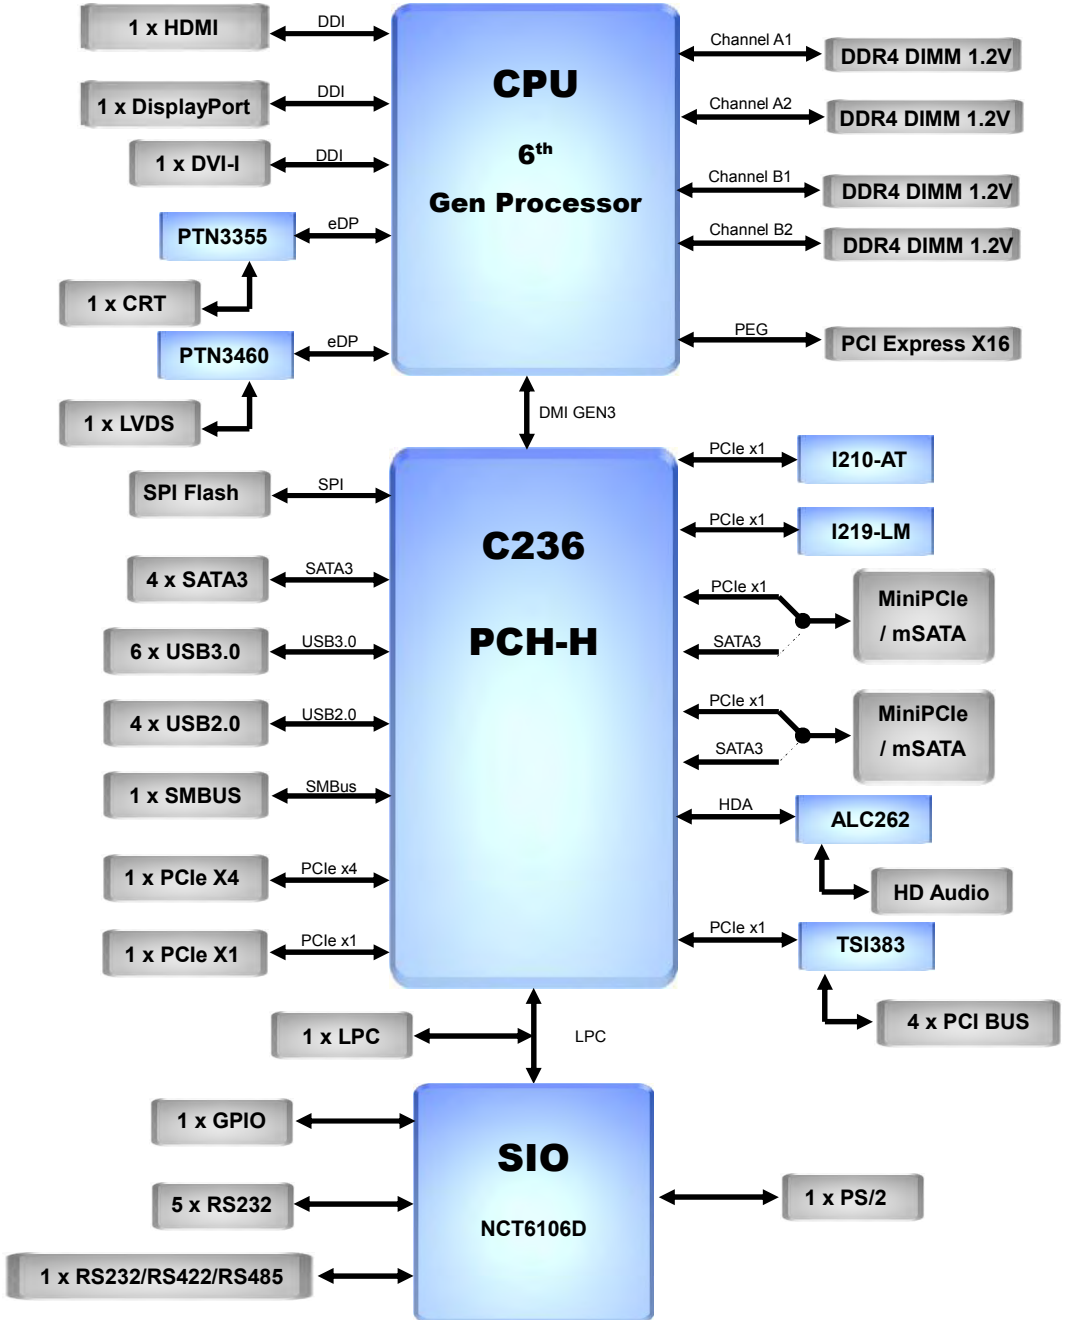 1 x HDMI
DDI
1 x DisplayPort
DDI
1 x DVI-I
DDI
PTN3355
eDP
1 x CRT
PTN3460
eDP
1 x LVDS
CPU
6th
Gen Processor
Channel A1
DDR4 DIMM 1.2V
Channel A2
DDR4 DIMM 1.2V
Channel B1
DDR4 DIMM 1.2V
Channel B2
DDR4 DIMM 1.2V
PEG
PCI Express X16
DMI GEN3
SPI Flash
SPI
4 x SATA3
SATA3
6 x USB3.0
USB3.0
4 x USB2.0
USB2.0
1 x SMBUS
SMBus
1 x PCIe X4
PCIe x4
1 x PCIe X1
PCIe x1
C236
PCH-H
PCIe x1
I210-AT
PCIe x1
I219-LM
PCIe x1
SATA3
MiniPCIe
/ mSATA
PCIe x1
SATA3
MiniPCIe
/ mSATA
HDA
ALC262
HD Audio
PCIe x1
TSI383
4 x PCI BUS
1 x LPC
LPC
1 x GPIO
5 x RS232
1 x RS232/RS422/RS485
SIO
NCT6106D
1 x PS/2